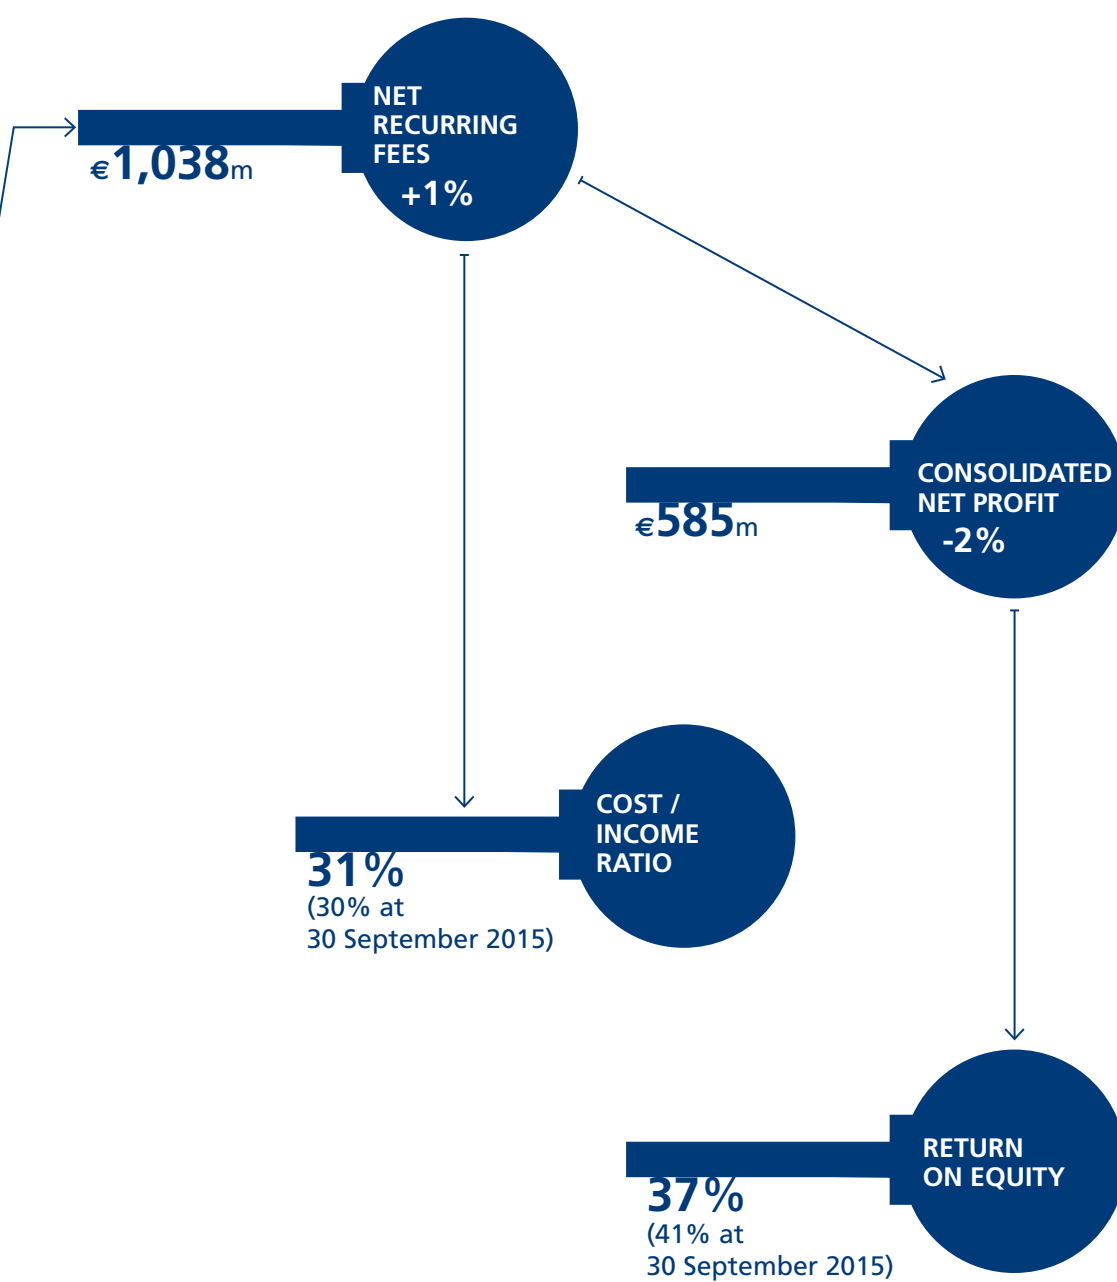 NET
RECURRING
FEES
+1%
€1,038m
CONSOLIDATED
NET PROFIT
-2%
€585m
COST /
INCOME
RATIO
31%
(30% at
30 September 2015)
RETURN
ON EQUITY
37%
(41% at
30 September 2015)